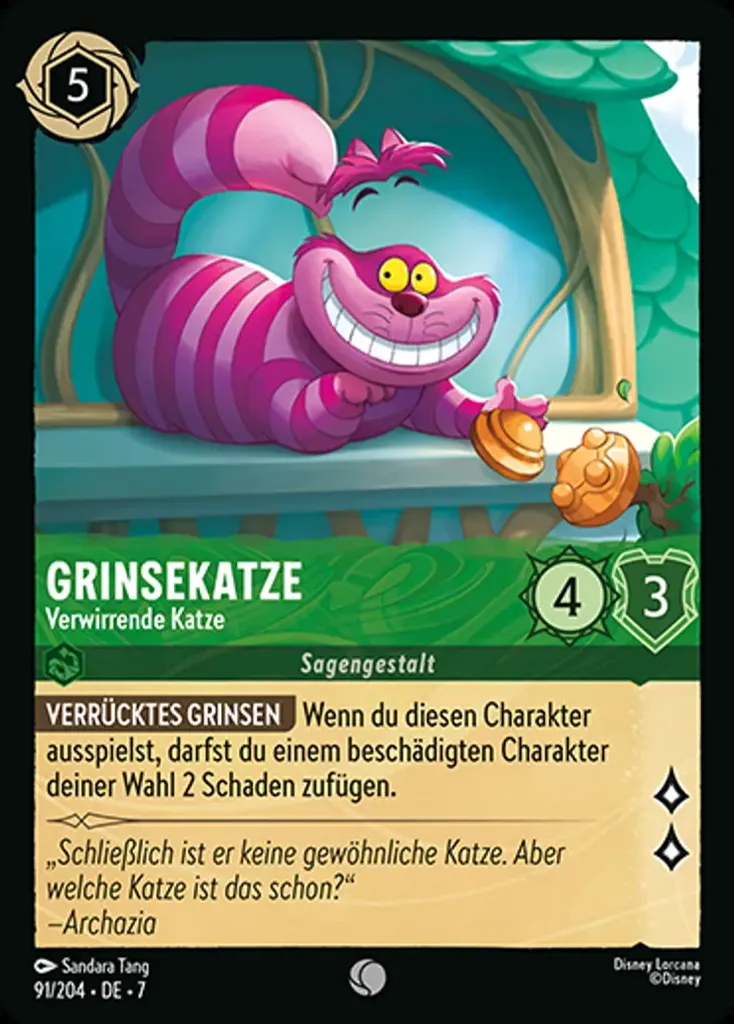 5
GRINSEKATZE
Verwirrende Katze
4
3
Sagengestalt
VERRÜCKTES GRINSEN Wenn du diesen Charakter
ausspielst, darfst du einem beschädigten Charakter
deiner Wahl 2 Schaden zufügen.
„Schließlich ist er keine gewöhnliche Katze. Aber
welche Katze ist das schon?“
–Archazia
Sandara Tang
91/204 • DE • 7
Disney Lorcana
©Disney